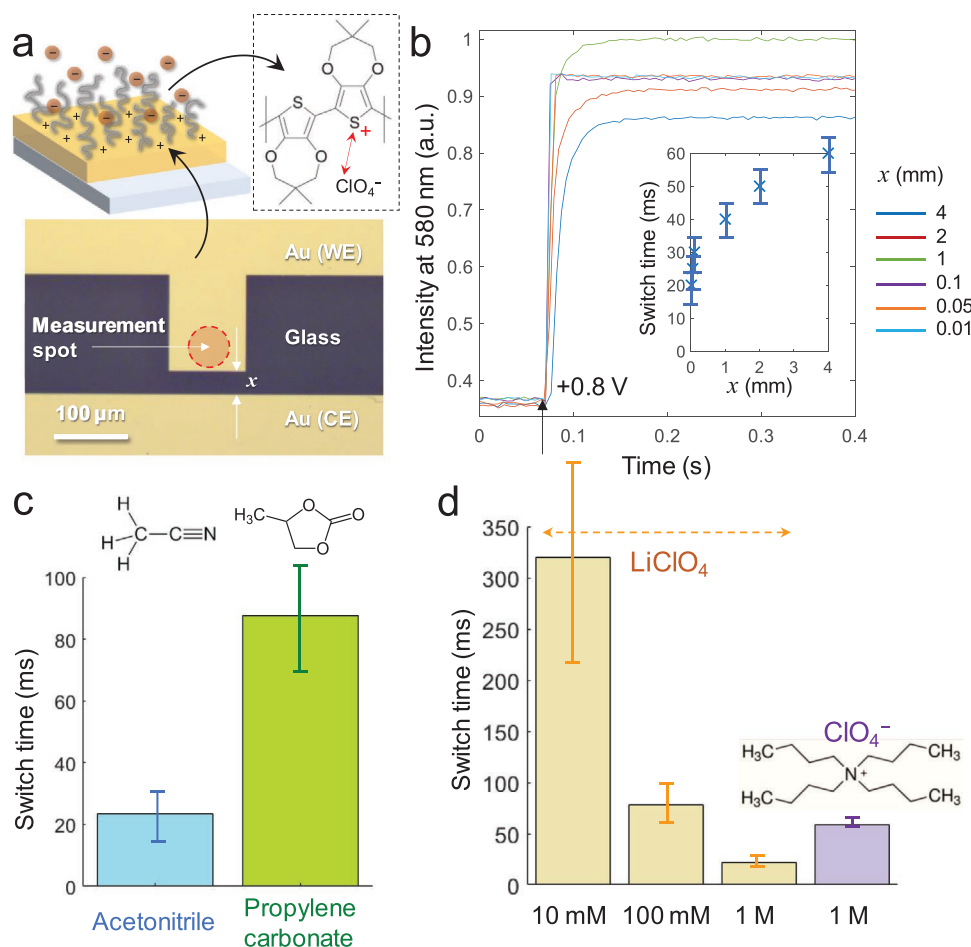 a
S
S
+
O
O
O
O
ClO₄⁻
Au (WE)
Measurement
spot
Glass
x
100 µm
Au (CE)
b
Intensity at 580 nm (a.u.)
1
0.9
0.8
0.7
0.6
0.5
0.4
0
0.1
0.2
0.3
0.4
Time (s)
+0.8 V
Switch time (ms)
60
50
40
30
20
10
0
0 1 2 3 4
x (mm)
x (mm)
4
2
1
0.1
0.05
0.01
c
H
H
H
C
C≡N
H₃C
O
O
O
Switch time (ms)
100
80
60
40
20
0
Acetonitrile
Propylene
carbonate
d
Switch time (ms)
350
300
250
200
150
100
50
0
LiClO₄
ClO₄⁻
H₃C
CH₃
N
+
H₃C
CH₃
10 mM
100 mM
1 M
1 M